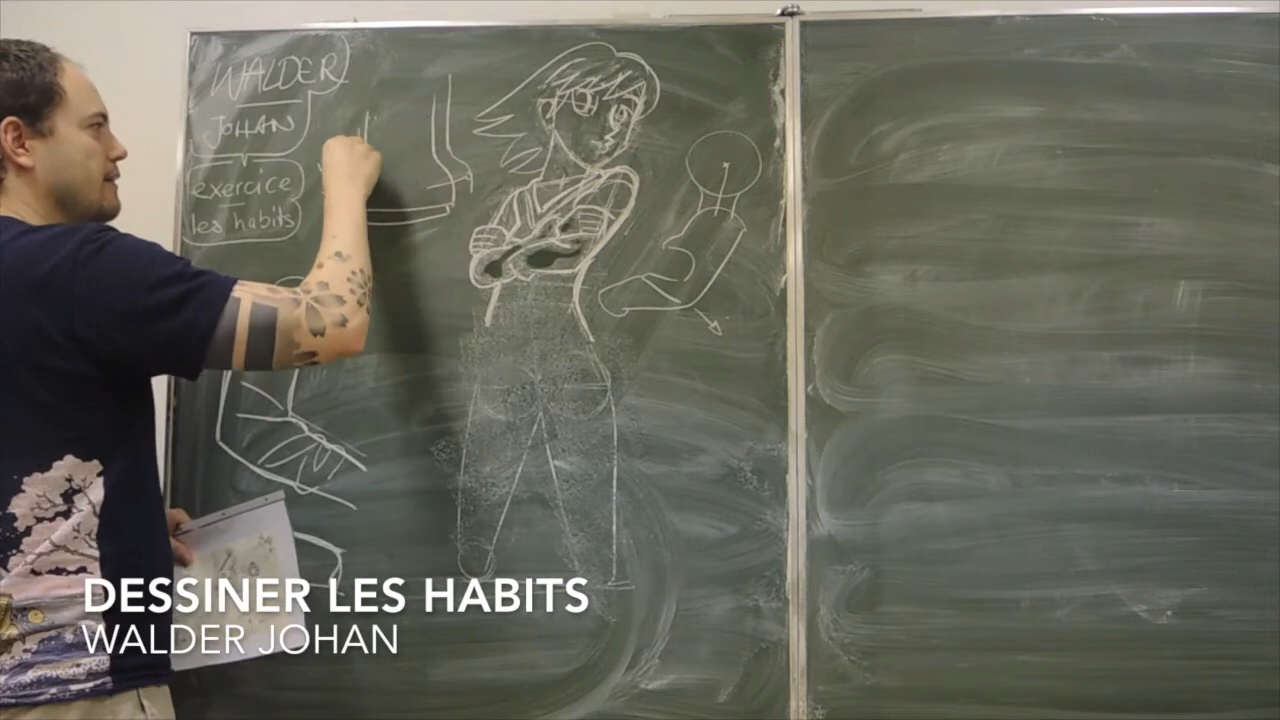 WALDER
JOHAN
exercice
les habits
DESSINER LES HABITS
WALDER JOHAN